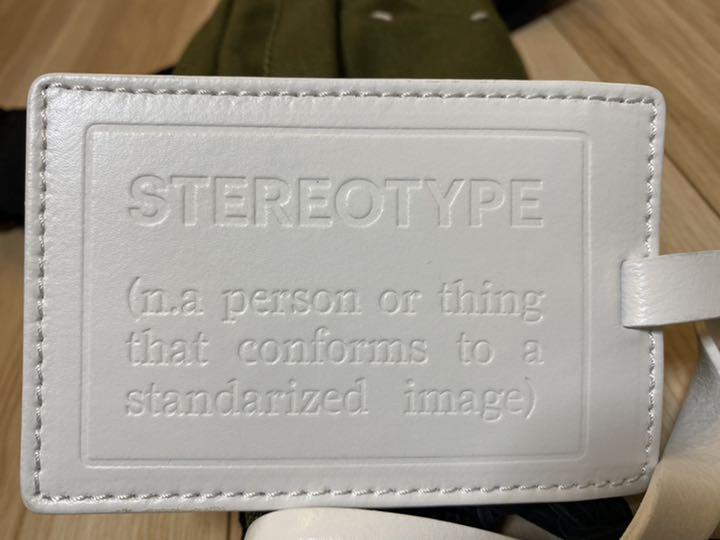 STEREOTYPE
(n.a person or thing
that conforms to a
standarized image)